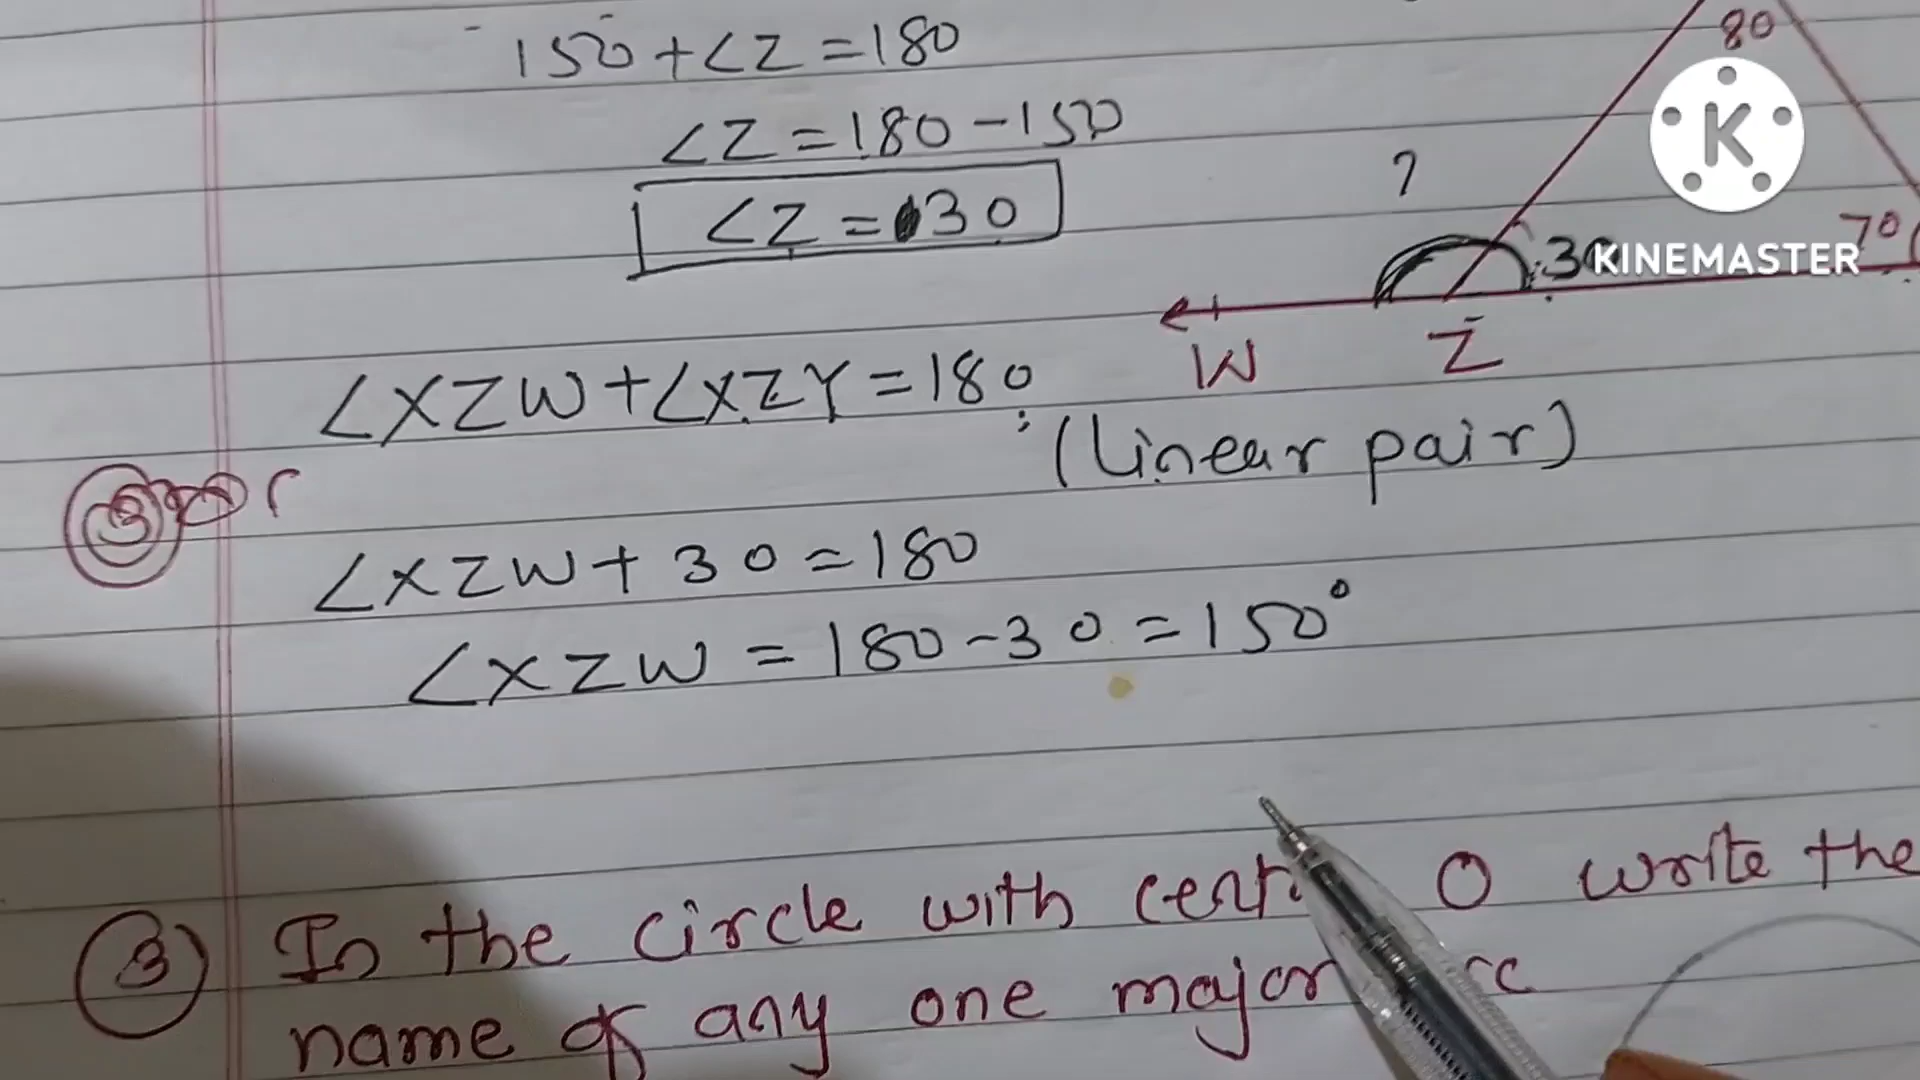 150 + ∠Z = 180
∠Z = 180 - 150
∠Z = 30
80
?
30
70
W
Z
K
KINEMASTER
∠XZW + ∠XZY = 180
(linear pair)
∠XZW + 30 = 180
∠XZW = 180 - 30 = 150°
3) In the circle with O write the
name of any one major